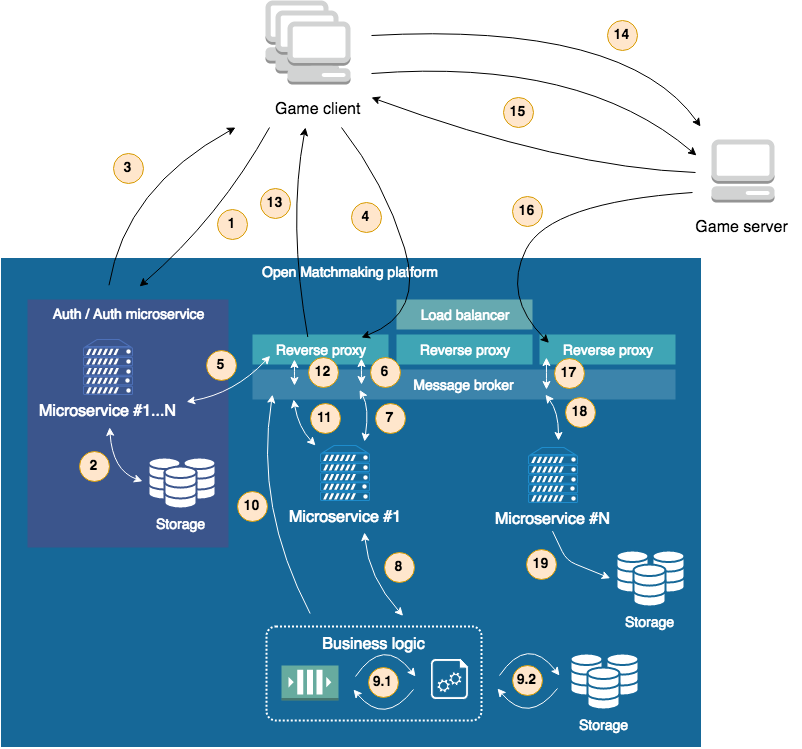 14
Game client
15
3
13
4
16
Game server
1
Open Matchmaking platform
Auth / Auth microservice
Load balancer
Reverse proxy
Reverse proxy
Reverse proxy
5
12
6
17
Message broker
Microservice #1...N
11
7
18
2
10
Microservice #1
Microservice #N
Storage
8
19
Storage
Business logic
9.1
9.2
Storage